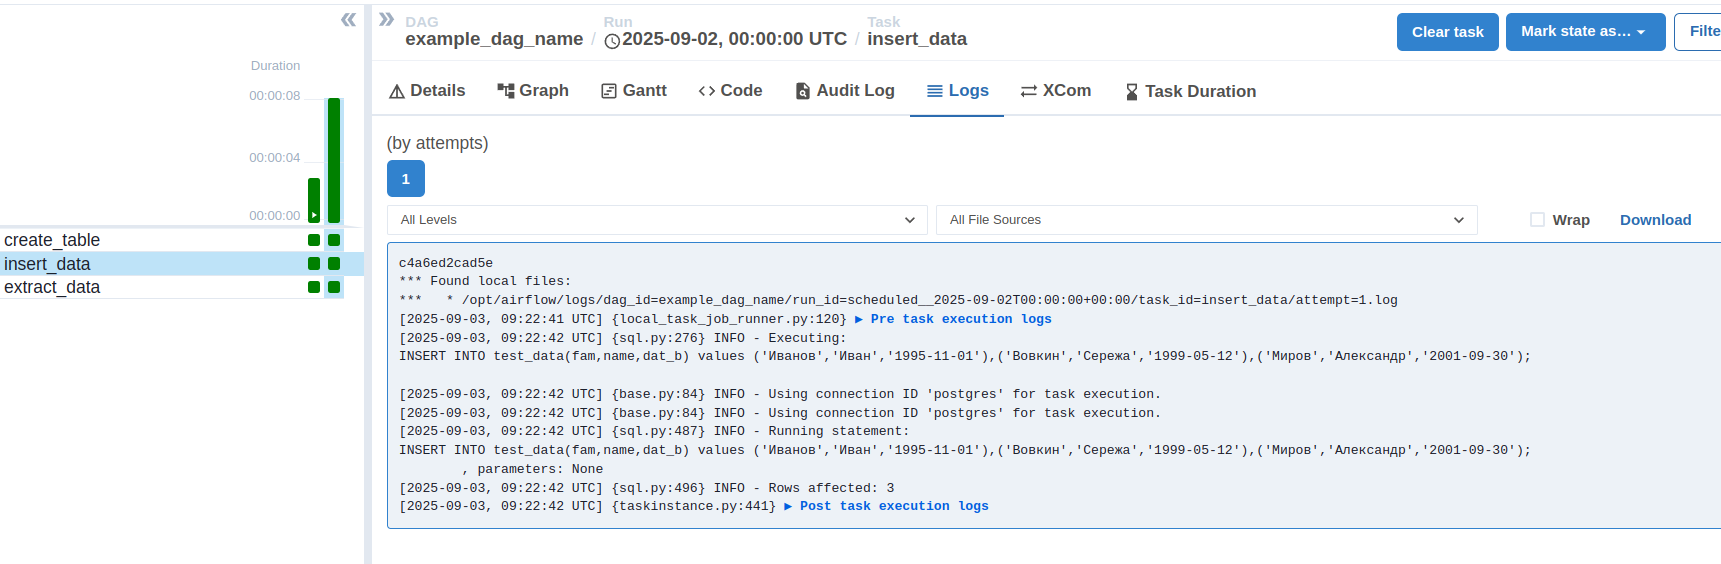 « » DAG Run Task
example_dag_name / 2025-09-02, 00:00:00 UTC / insert_data
Clear task
Mark state as...
Filte
Duration
00:00:08
00:00:04
00:00:00
create_table
insert_data
extract_data
Details Graph Gantt Code Audit Log Logs XCom Task Duration
(by attempts)
1
All Levels
All File Sources
Wrap
Download
c4a6ed2cad5e
*** Found local files:
***   * /opt/airflow/logs/dag_id=example_dag_name/run_id=scheduled__2025-09-02T00:00:00+00:00/task_id=insert_data/attempt=1.log
[2025-09-03, 09:22:41 UTC] {local_task_job_runner.py:120} ▶ Pre task execution logs
[2025-09-03, 09:22:42 UTC] {sql.py:276} INFO - Executing:
INSERT INTO test_data(fam,name,dat_b) values ('Иванов','Иван','1995-11-01'),('Вовкин','Сережа','1999-05-12'),('Миров','Александр','2001-09-30');
[2025-09-03, 09:22:42 UTC] {base.py:84} INFO - Using connection ID 'postgres' for task execution.
[2025-09-03, 09:22:42 UTC] {base.py:84} INFO - Using connection ID 'postgres' for task execution.
[2025-09-03, 09:22:42 UTC] {sql.py:487} INFO - Running statement:
INSERT INTO test_data(fam,name,dat_b) values ('Иванов','Иван','1995-11-01'),('Вовкин','Сережа','1999-05-12'),('Миров','Александр','2001-09-30');
        , parameters: None
[2025-09-03, 09:22:42 UTC] {sql.py:496} INFO - Rows affected: 3
[2025-09-03, 09:22:42 UTC] {taskinstance.py:441} ▶ Post task execution logs